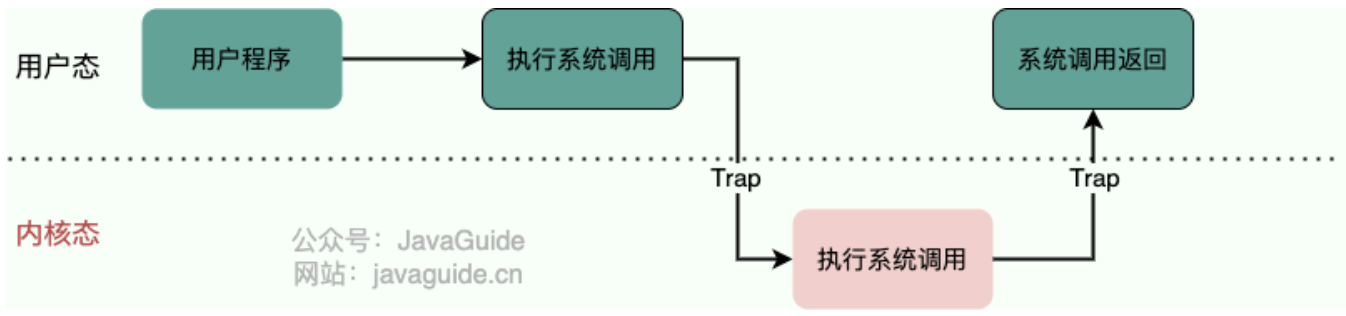 用户态
用户程序
执行系统调用
系统调用返回
Trap
Trap
内核态
公众号：JavaGuide
网站：javaguide.cn
执行系统调用